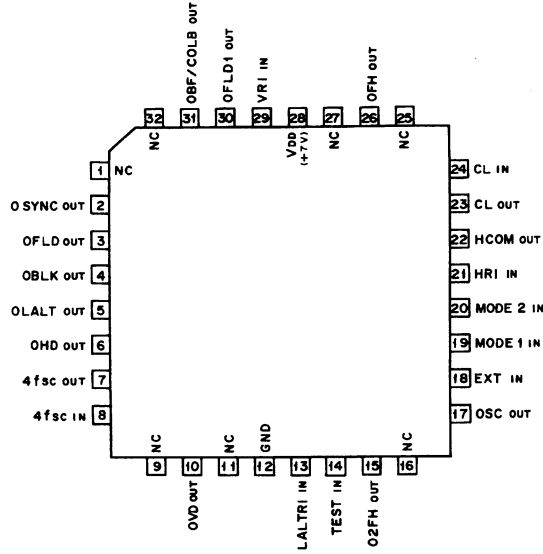 OBF/COLB OUT
OFLD1 OUT
VRI IN
OFH OUT
32 31 30 29 28 27 26 25
NC
VDD
(+7V)
NC
NC
1 NC
O SYNC OUT 2
OFLD OUT 3
OBLK OUT 4
OLALT OUT 5
OHD OUT 6
4fsc OUT 7
4fsc IN 8
24 CL IN
23 CL OUT
22 HCOM OUT
21 HRI IN
20 MODE 2 IN
19 MODE 1 IN
18 EXT IN
17 OSC OUT
NC
NC
GND
NC
9 10 11 12 13 14 15 16
OVD OUT
LALTRI IN
TEST IN
O2FH OUT